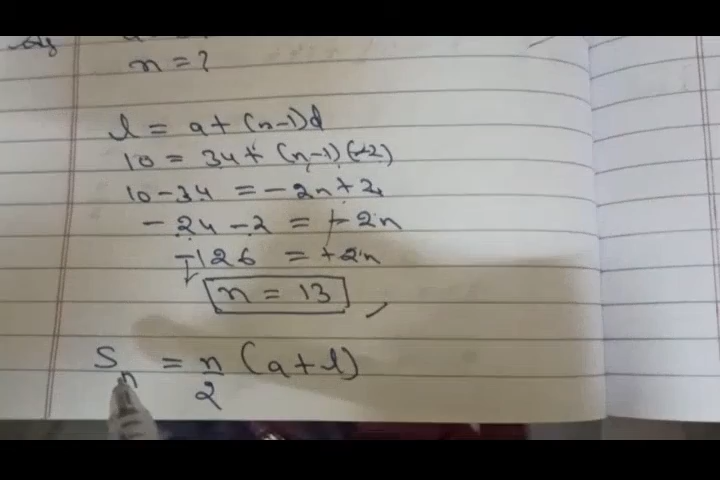 n = ?
l = a + (n-1)d
10 = 34 + (n-1)(-2)
10 - 34 = -2n + 2
-24 - 2 = -2n
-26 = -2n
n = 13
Sn = n/2 (a + l)